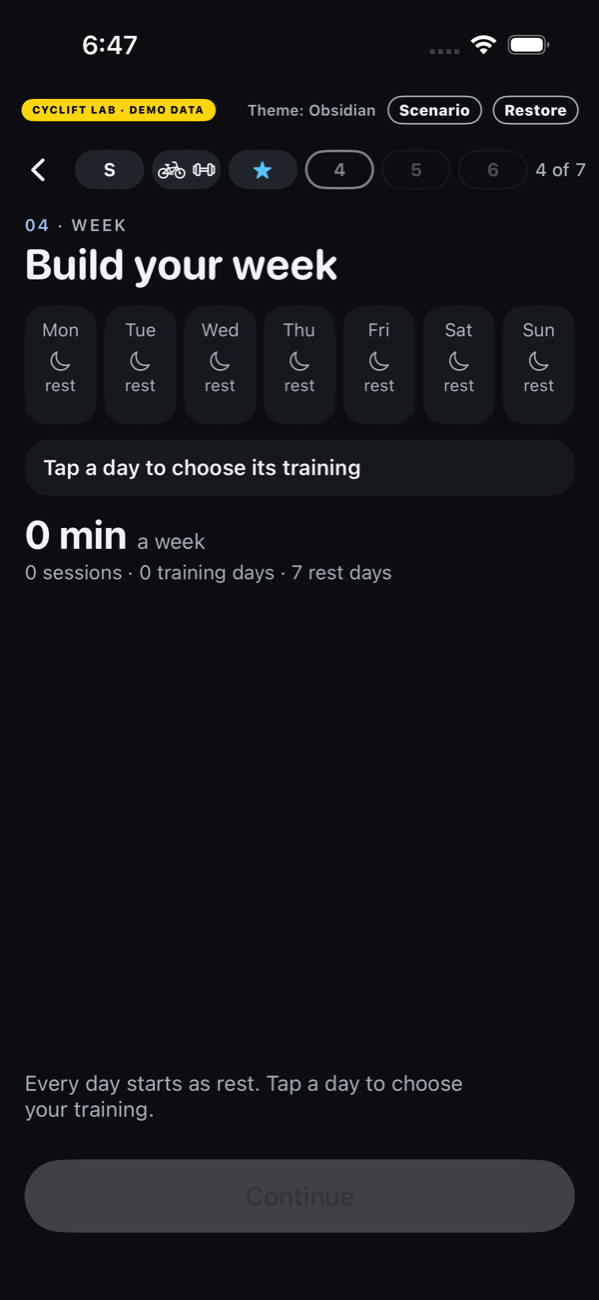 6:47
CYCLIFT LAB · DEMO DATA Theme: Obsidian Scenario Restore
S 4 5 6 4 of 7
04 · WEEK
Build your week
Mon Tue Wed Thu Fri Sat Sun
rest rest rest rest rest rest rest
Tap a day to choose its training
0 min a week
0 sessions · 0 training days · 7 rest days
Every day starts as rest. Tap a day to choose
your training.
Continue